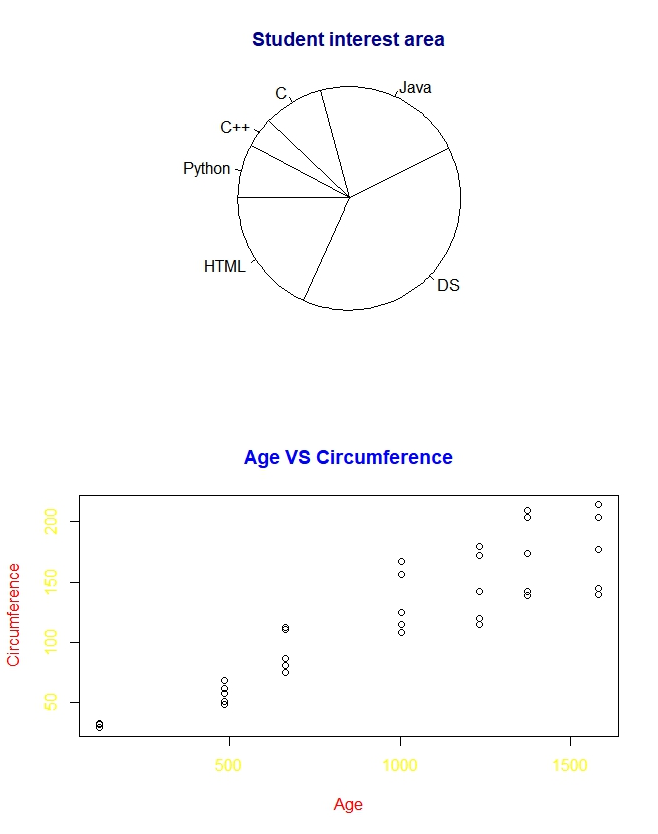 Student interest area
Java
C
C++
Python
HTML
DS
Age VS Circumference
200
150
100
50
Circumference
500 1000 1500
Age